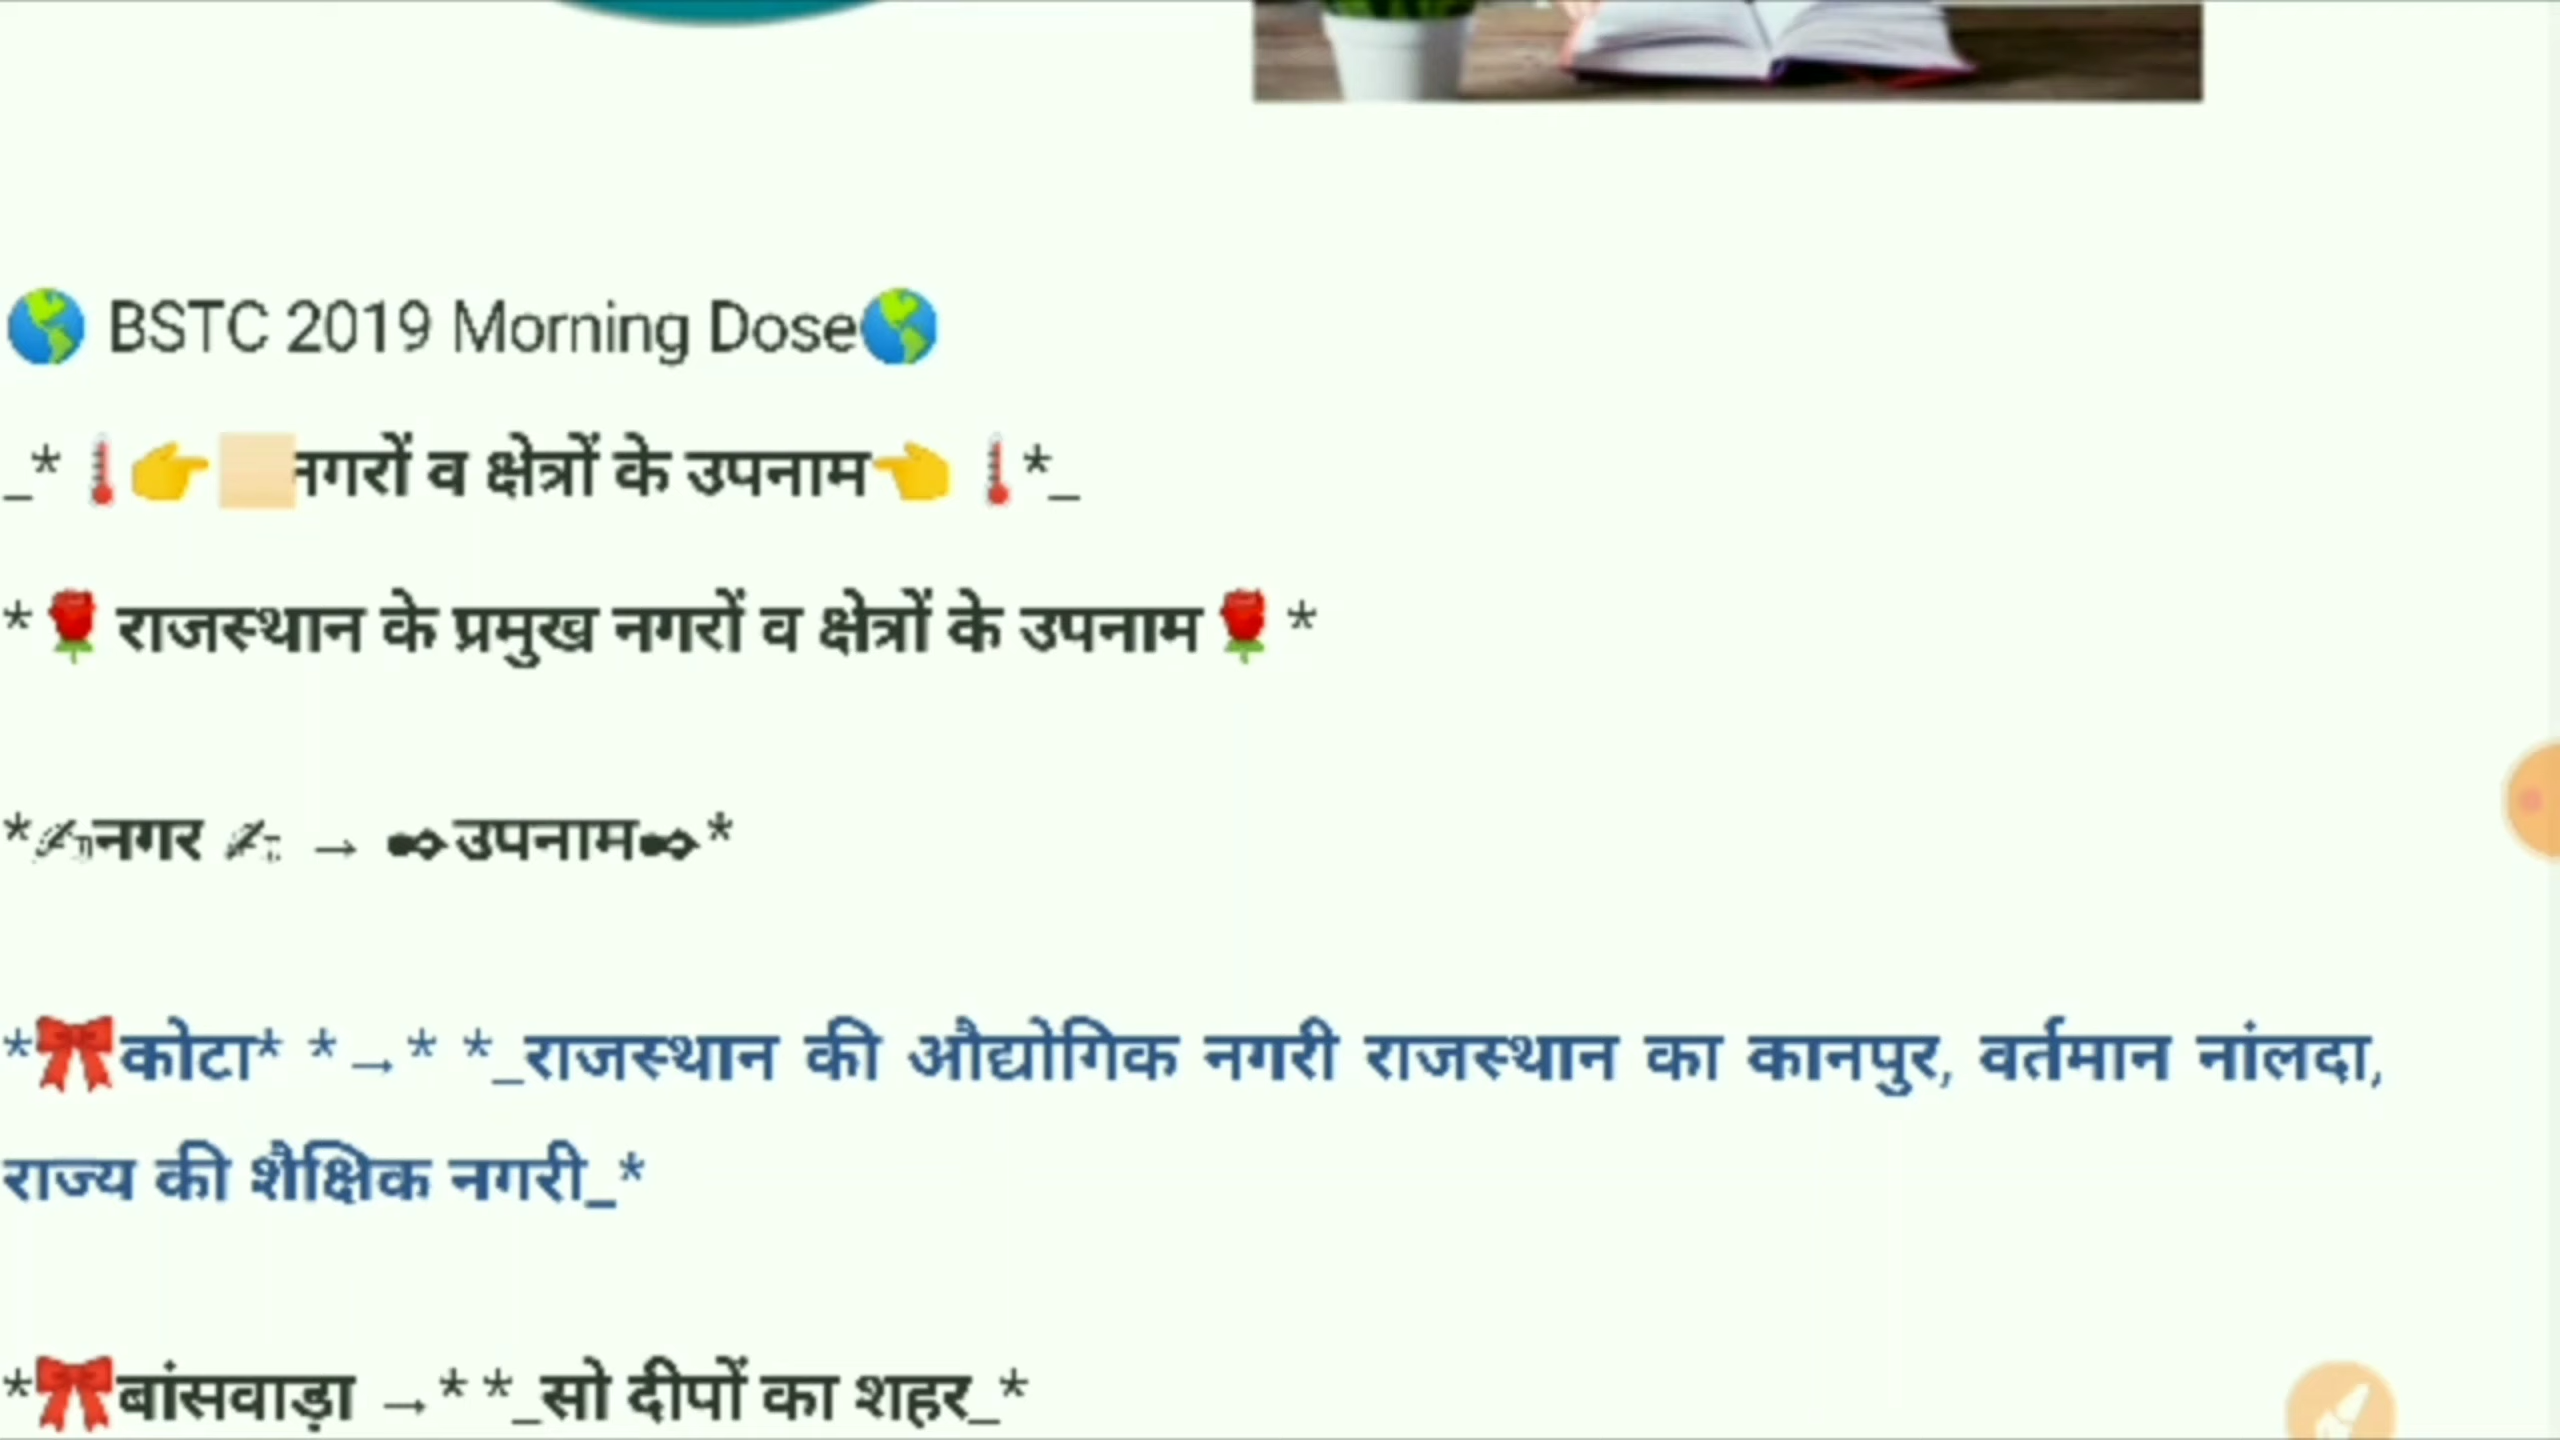 🌎 BSTC 2019 Morning Dose🌎
_*🌡👉🏻नगरों व क्षेत्रों के उपनाम👈🌡*_
*🌹राजस्थान के प्रमुख नगरों व क्षेत्रों के उपनाम🌹*
*✍नगर ✍ → ✒उपनाम✒*
*🎀कोटा* *→* *_राजस्थान की औद्योगिक नगरी राजस्थान का कानपुर, वर्तमान नांलदा,
राज्य की शैक्षिक नगरी_*
*🎀बांसवाड़ा →* *_सो दीपों का शहर_*